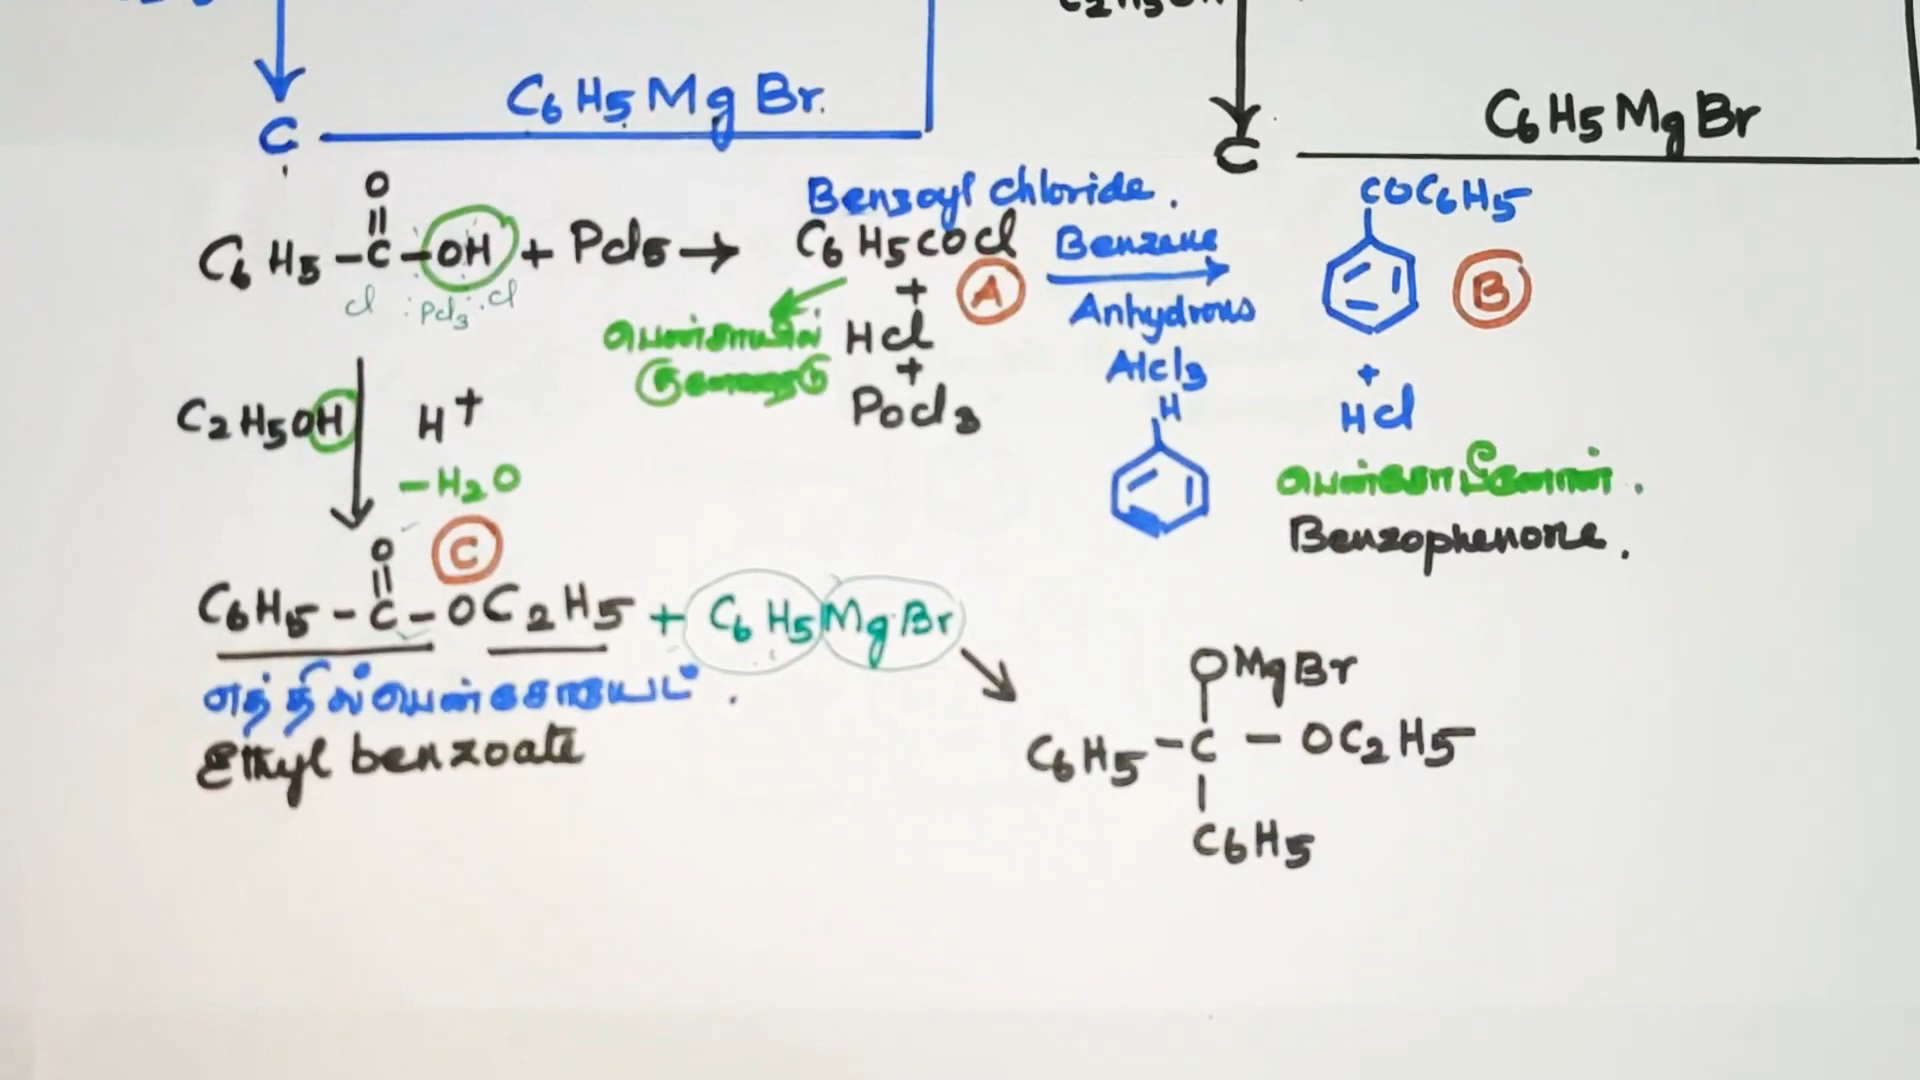 C6H5MgBr.
C
C6H5MgBr
C
O
||
C6H5-C-OH + Pcl5 → C6H5COCl
cl :Pcl3: cl
Benzoyl chloride.
A
+
HCl
+
POCl3
Benzene
Anhydrous
Alcl3
H
COC6H5
B
+
HCl
Benzophenone.
C2H5OH H+
-H2O
C
O
||
C6H5-C-OC2H5 + C6H5MgBr
எத்தில் பென்சோயேட்.
Ethyl benzoate
OMgBr
C6H5-C-OC2H5
C6H5